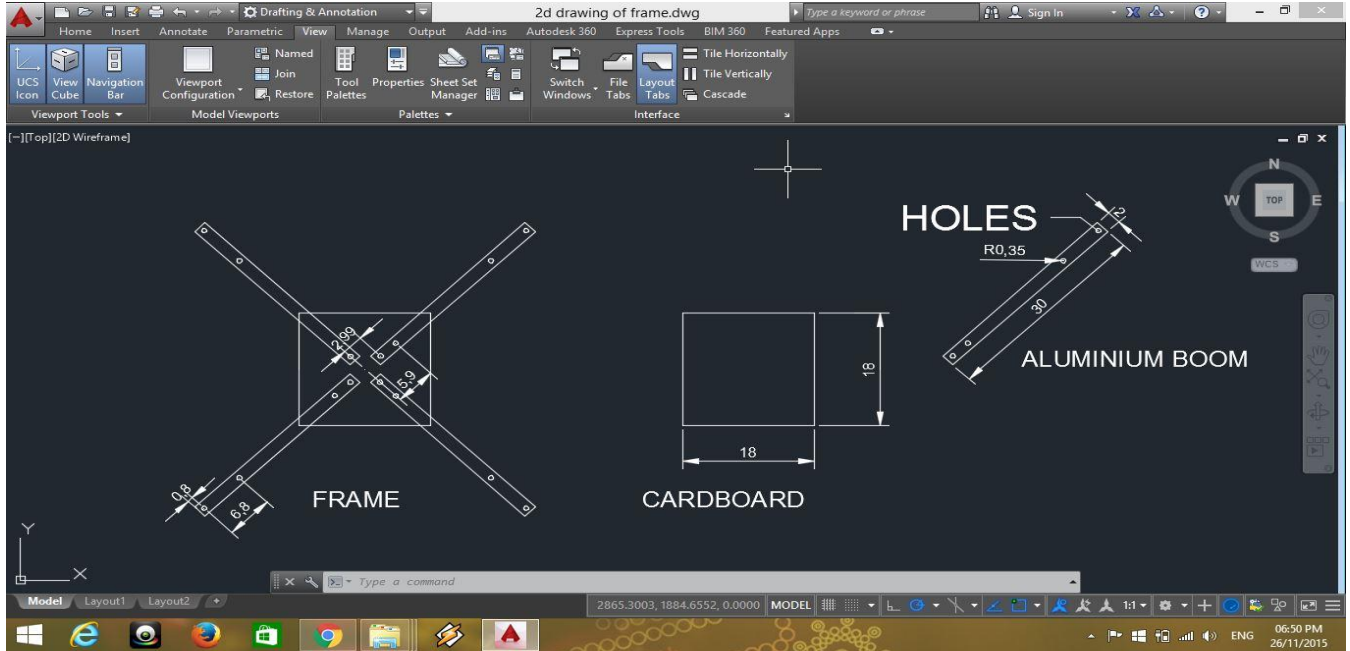 Drafting & Annotation
2d drawing of frame.dwg
Type a keyword or phrase
Sign In
Home Insert Annotate Parametric View Manage Output Add-ins Autodesk 360 Express Tools BIM 360 Featured Apps
UCS Icon
View Cube
Navigation Bar
Viewport Configuration
Named
Join
Restore
Tool Palettes
Properties
Sheet Set Manager
Switch Windows
File Tabs
Layout Tabs
Tile Horizontally
Tile Vertically
Cascade
Viewport Tools
Model Viewports
Palettes
Interface
[−][Top][2D Wireframe]
N
W
TOP
E
S
WCS
HOLES
2
R0,35
30
ALUMINIUM BOOM
2,99
5,9
0,8
6,8
FRAME
18
18
CARDBOARD
Y
X
Type a command
Model Layout1 Layout2 +
2865.3003, 1884.6552, 0.0000 MODEL 1:1
ENG
06:50 PM
26/11/2015